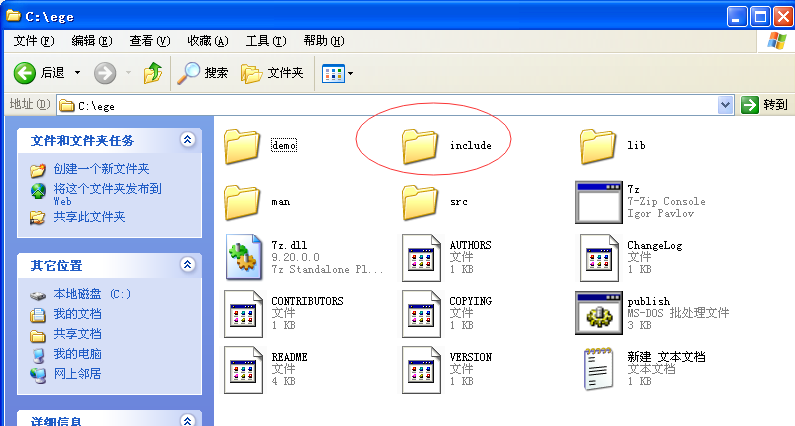 C:\ege
文件(F) 编辑(E) 查看(V) 收藏(A) 工具(T) 帮助(H)
后退 搜索 文件夹
地址(D) C:\ege 转到
文件和文件夹任务
创建一个新文件夹
将这个文件夹发布到
Web
共享此文件夹
其它位置
本地磁盘 (C:)
我的文档
共享文档
我的电脑
网上邻居
详细信息
demo
include
lib
man
src
7z
7-Zip Console
Igor Pavlov
7z.dll
9.20.0.0
7z Standalone Pl...
AUTHORS
文件
1 KB
ChangeLog
文件
1 KB
CONTRIBUTORS
文件
1 KB
COPYING
文件
1 KB
publish
MS-DOS 批处理文件
3 KB
README
文件
4 KB
VERSION
文件
1 KB
新建 文本文档
文本文档
1 KB